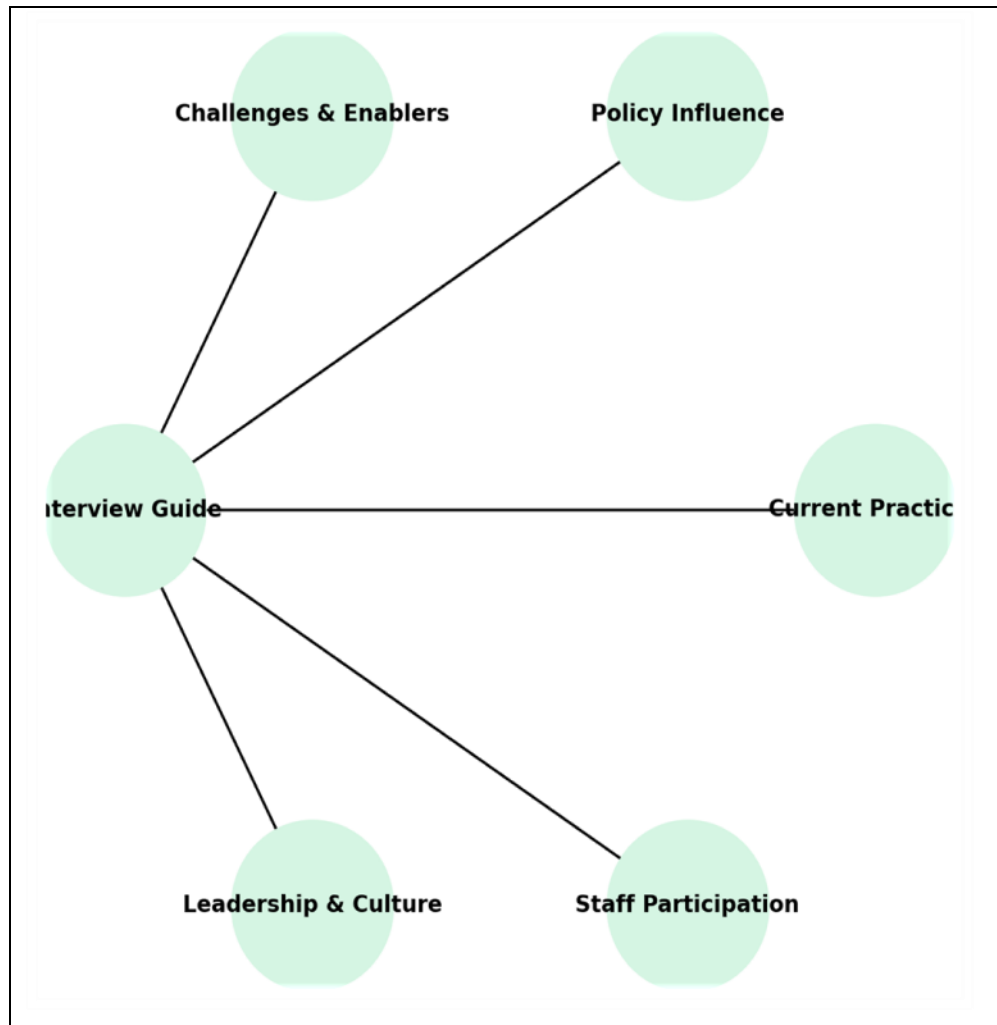 Challenges & Enablers
Policy Influence
nterview Guide
Current Practic
Leadership & Culture
Staff Participation